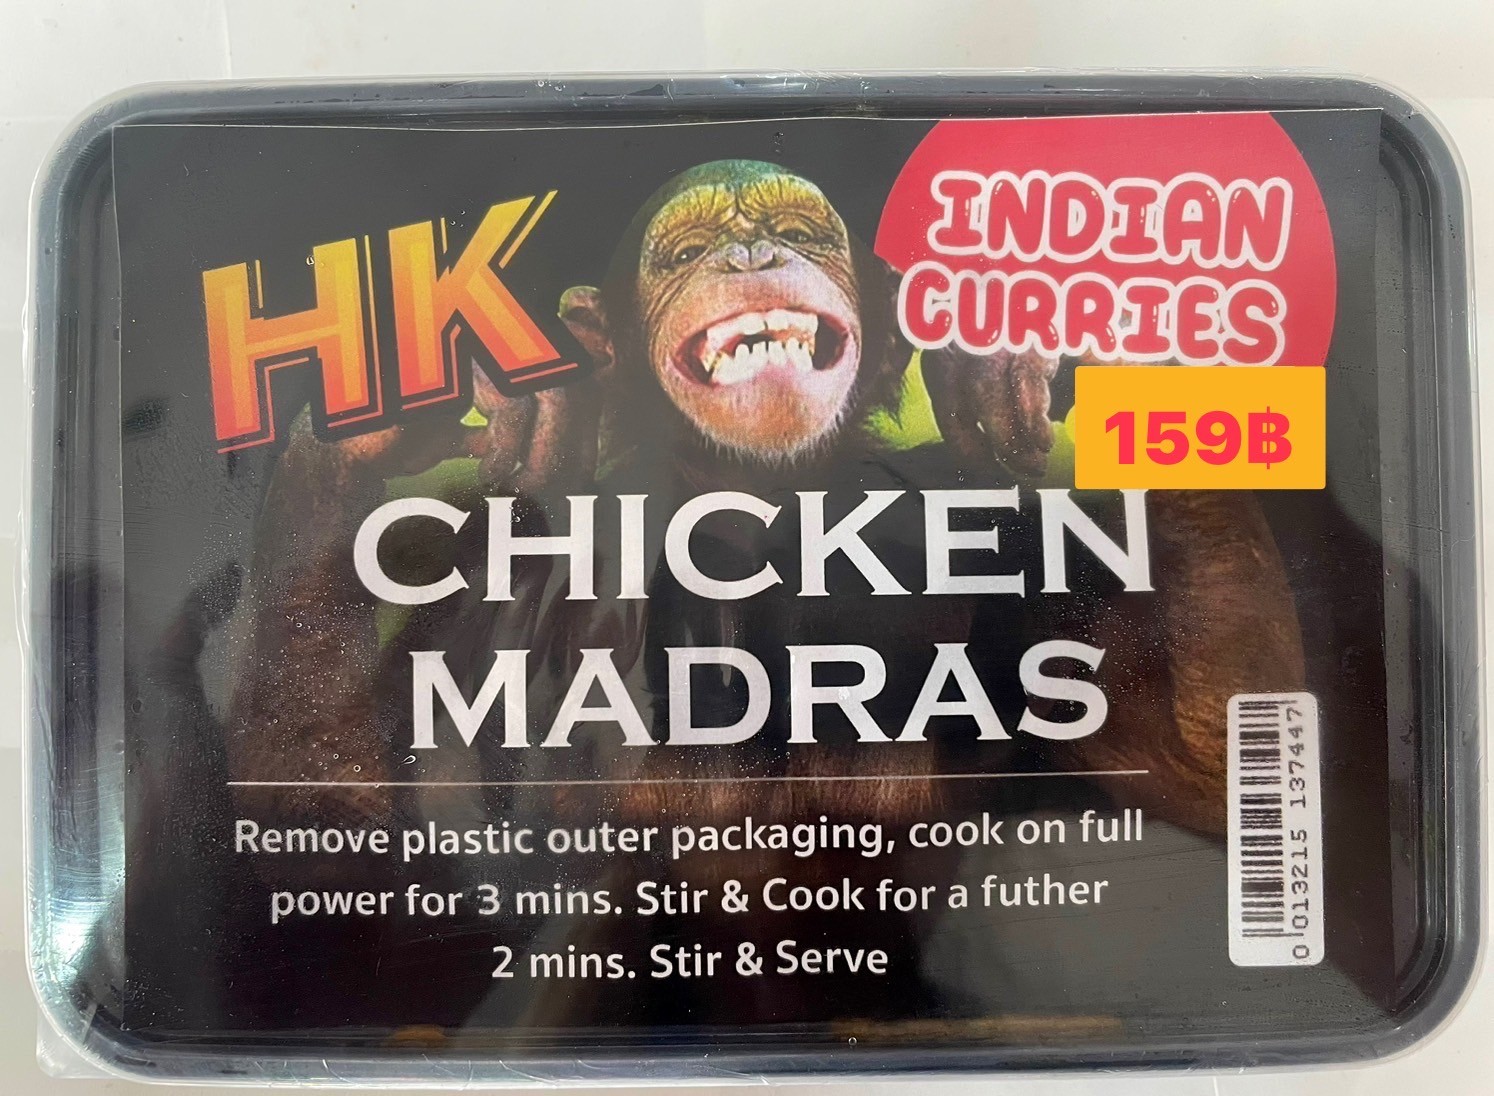 HK
INDIAN
CURRIES
159฿
CHICKEN
MADRAS
Remove plastic outer packaging, cook on full
power for 3 mins. Stir & Cook for a futher
2 mins. Stir & Serve
0 013215 137447